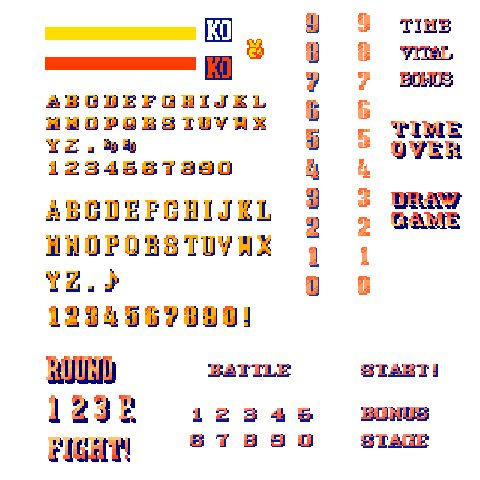 KO
KO
ABCDEFGHIJKL
MNOPQRSTUVWX
YZ.
1234567890
ABCDEFGHIJKL
MNOPQRSTUVWX
YZ.♪
1234567890!
9 9
8 8
7 7
6 6
5 5
4 4
3 3
2 2
1 1
0 0
TIME
VITAL
BONUS
TIME
OVER
DRAW
GAME
ROUND
1 2 3 F.
FIGHT!
BATTLE
1 2 3 4 5
6 7 8 9 0
START!
BONUS
STAGE